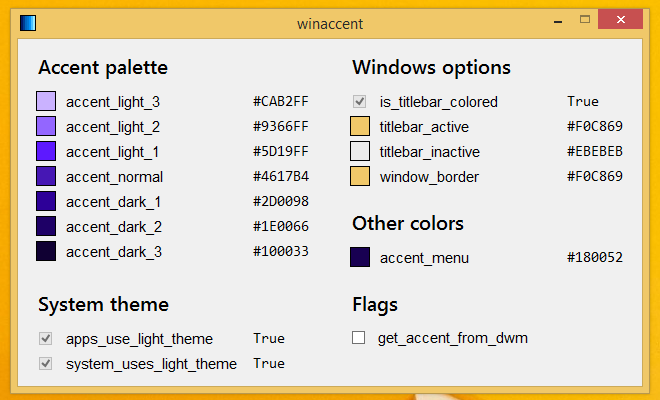 winaccent
Accent palette
accent_light_3 #CAB2FF
accent_light_2 #9366FF
accent_light_1 #5D19FF
accent_normal #4617B4
accent_dark_1 #2D0098
accent_dark_2 #1E0066
accent_dark_3 #100033
Windows options
is_titlebar_colored True
titlebar_active #F0C869
titlebar_inactive #EBEBEB
window_border #F0C869
Other colors
accent_menu #180052
System theme
apps_use_light_theme True
system_uses_light_theme True
Flags
get_accent_from_dwm